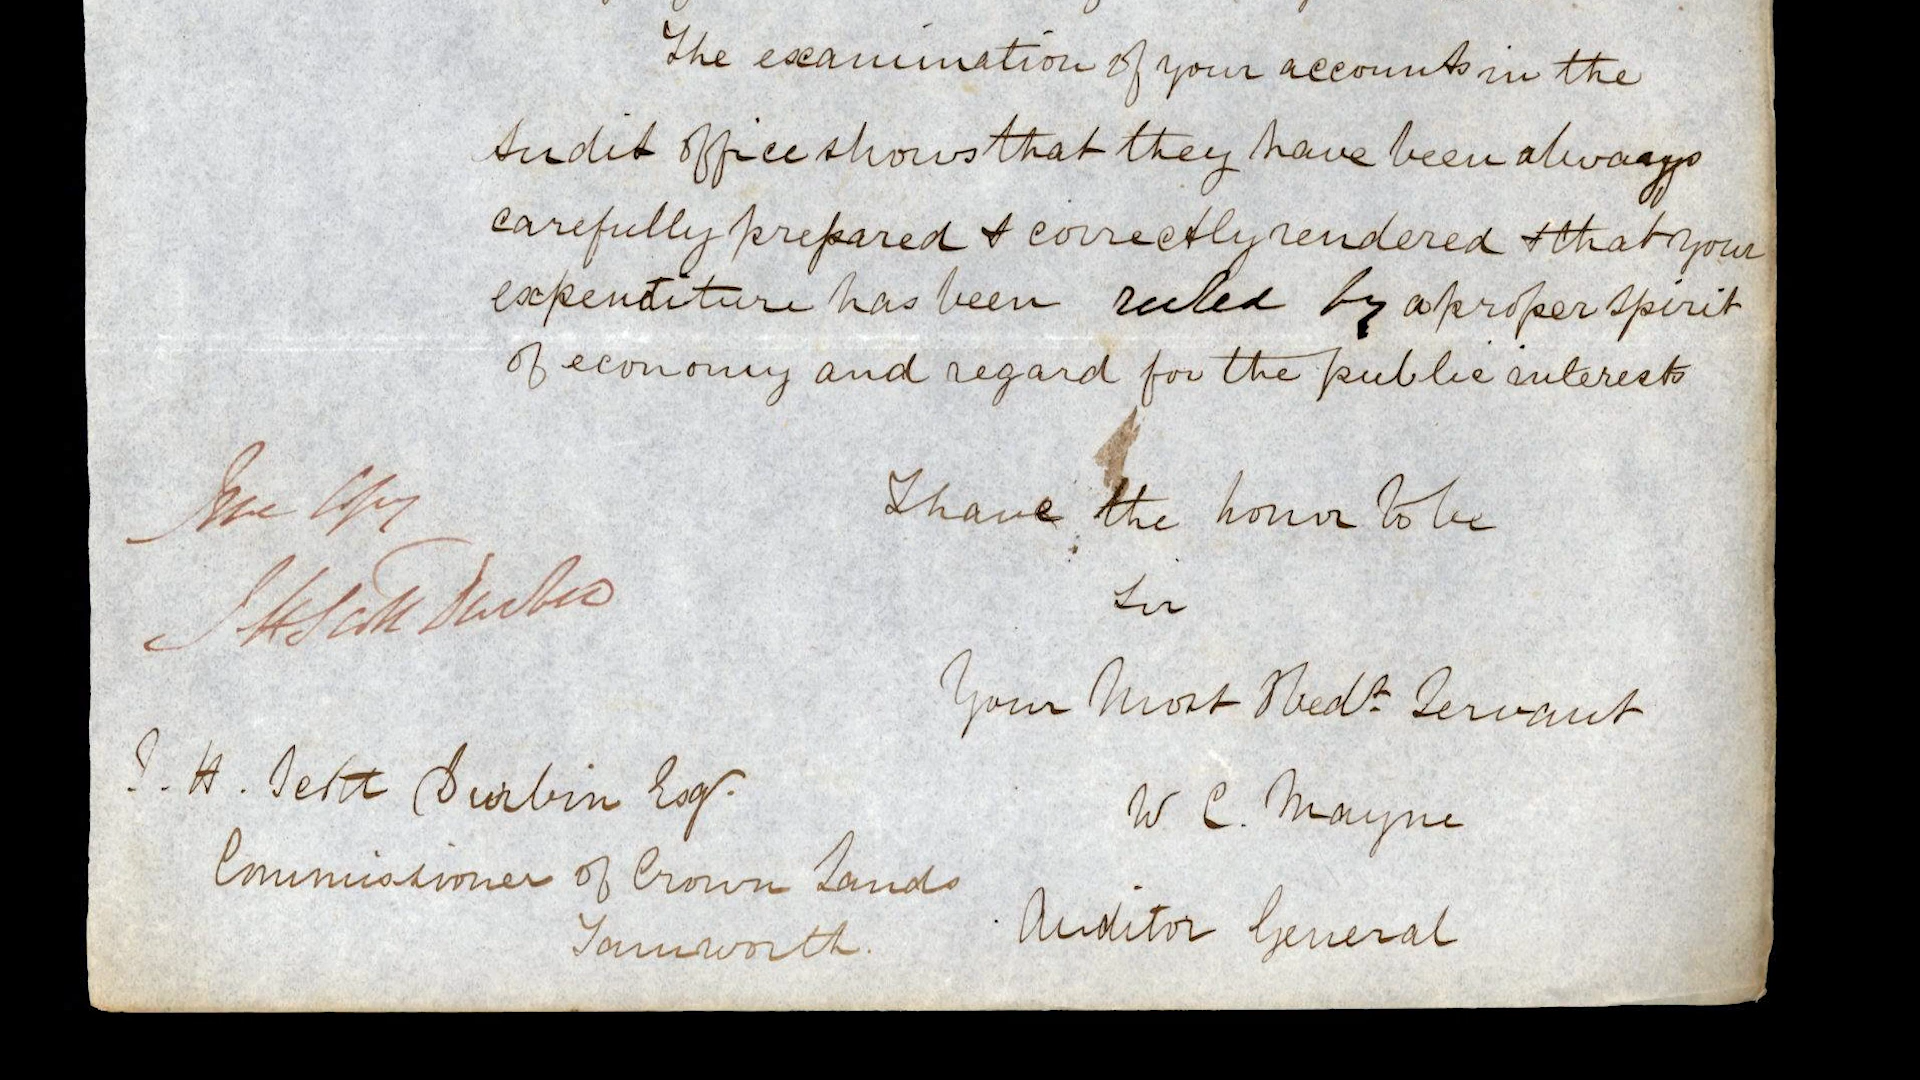 The examination of your accounts in the
Audit office shows that they have been always
carefully prepared & correctly rendered & that your
expenditure has been ruled by a proper spirit
of economy and regard for the public interests
I have the honor to be
Sir
Your Most Obedt. Servant
W C. Mayne
Auditor General
True Copy
J H Scott Durbin
J. H. Scott Durbin Esqr.
Commissioner of Crown Lands
Tamworth.